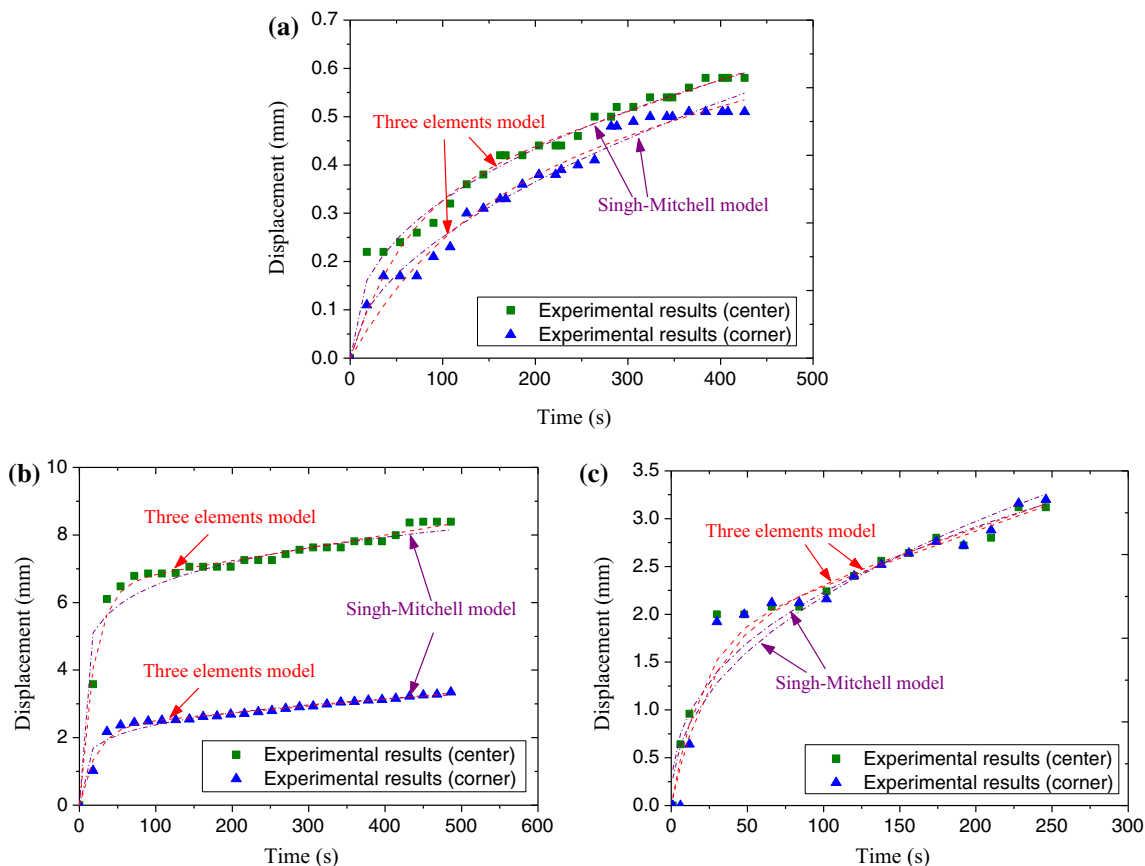 (a)
0.7
0.6
0.5
0.4
0.3
0.2
0.1
0.0
Displacement (mm)
Three elements model
Singh-Mitchell model
Experimental results (center)
Experimental results (corner)
0 100 200 300 400 500
Time (s)
(b)
10
8
6
4
2
0
Displacement (mm)
Three elements model
Singh-Mitchell model
Three elements model
Experimental results (center)
Experimental results (corner)
0 100 200 300 400 500 600
Time (s)
(c)
3.5
3.0
2.5
2.0
1.5
1.0
0.5
0.0
Displacement (mm)
Three elements model
Singh-Mitchell model
Experimental results (center)
Experimental results (corner)
0 50 100 150 200 250 300
Time (s)